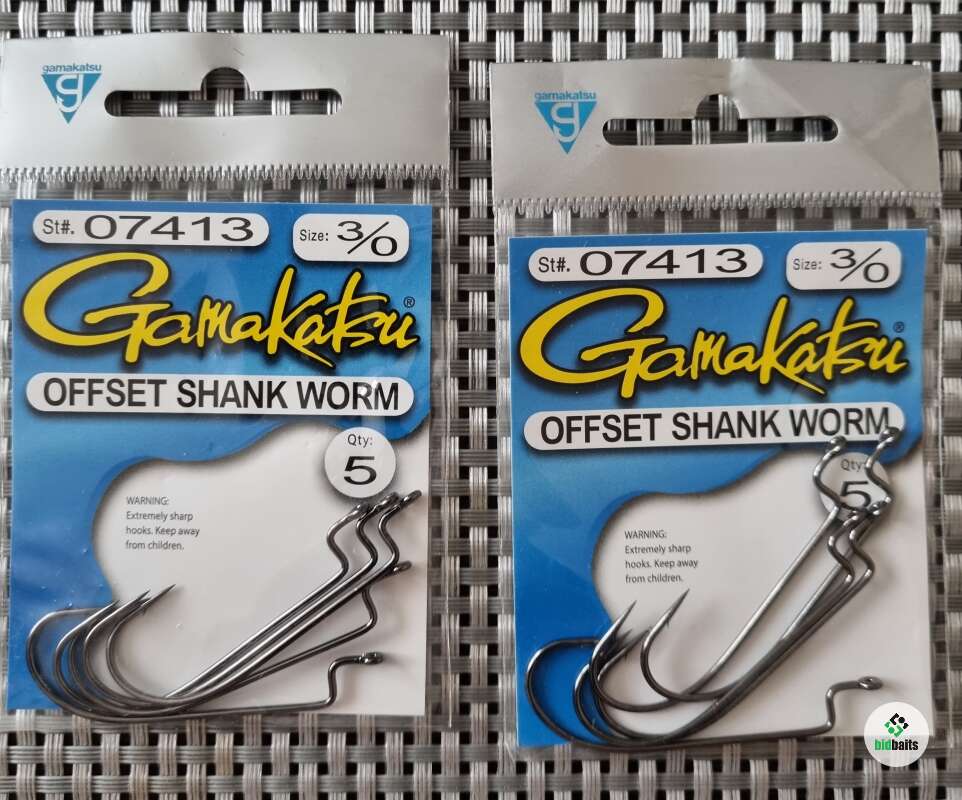 gamakatsu
g
St#. 07413
Size: 3/0
Gamakatsu®
OFFSET SHANK WORM
Qty:
5
WARNING:
Extremely sharp
hooks. Keep away
from children.
gamakatsu
g
St#. 07413
Size: 3/0
Gamakatsu®
OFFSET SHANK WORM
Qty:
5
WARNING:
Extremely sharp
hooks. Keep away
from children.
bidbaits